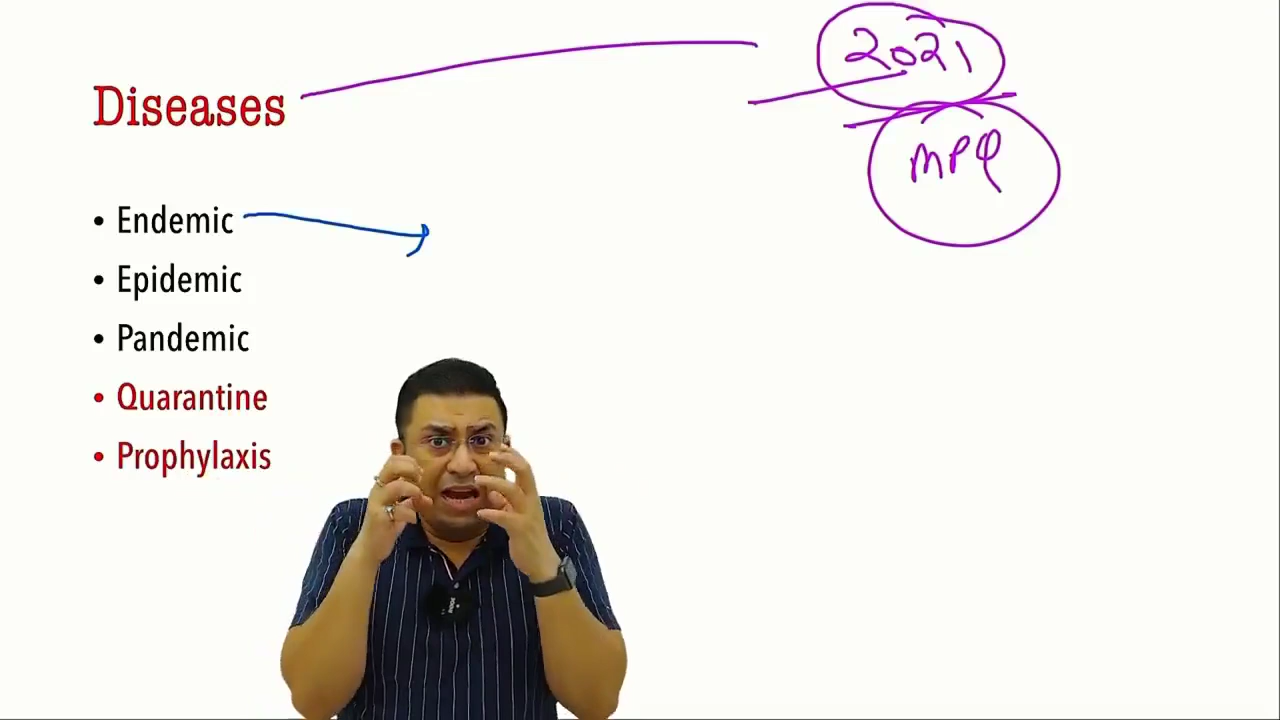 2021
Diseases
MPQ
• Endemic
• Epidemic
• Pandemic
• Quarantine
• Prophylaxis